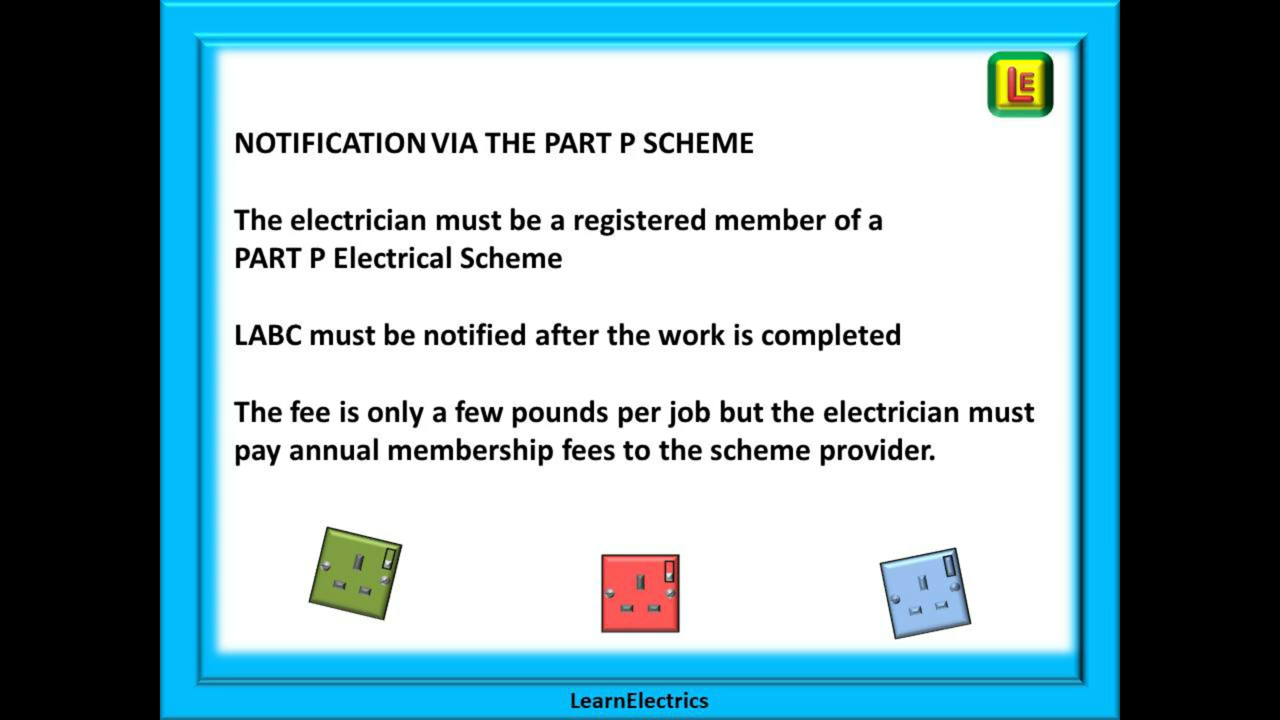 LE
NOTIFICATION VIA THE PART P SCHEME
The electrician must be a registered member of a
PART P Electrical Scheme
LABC must be notified after the work is completed
The fee is only a few pounds per job but the electrician must
pay annual membership fees to the scheme provider.
LearnElectrics